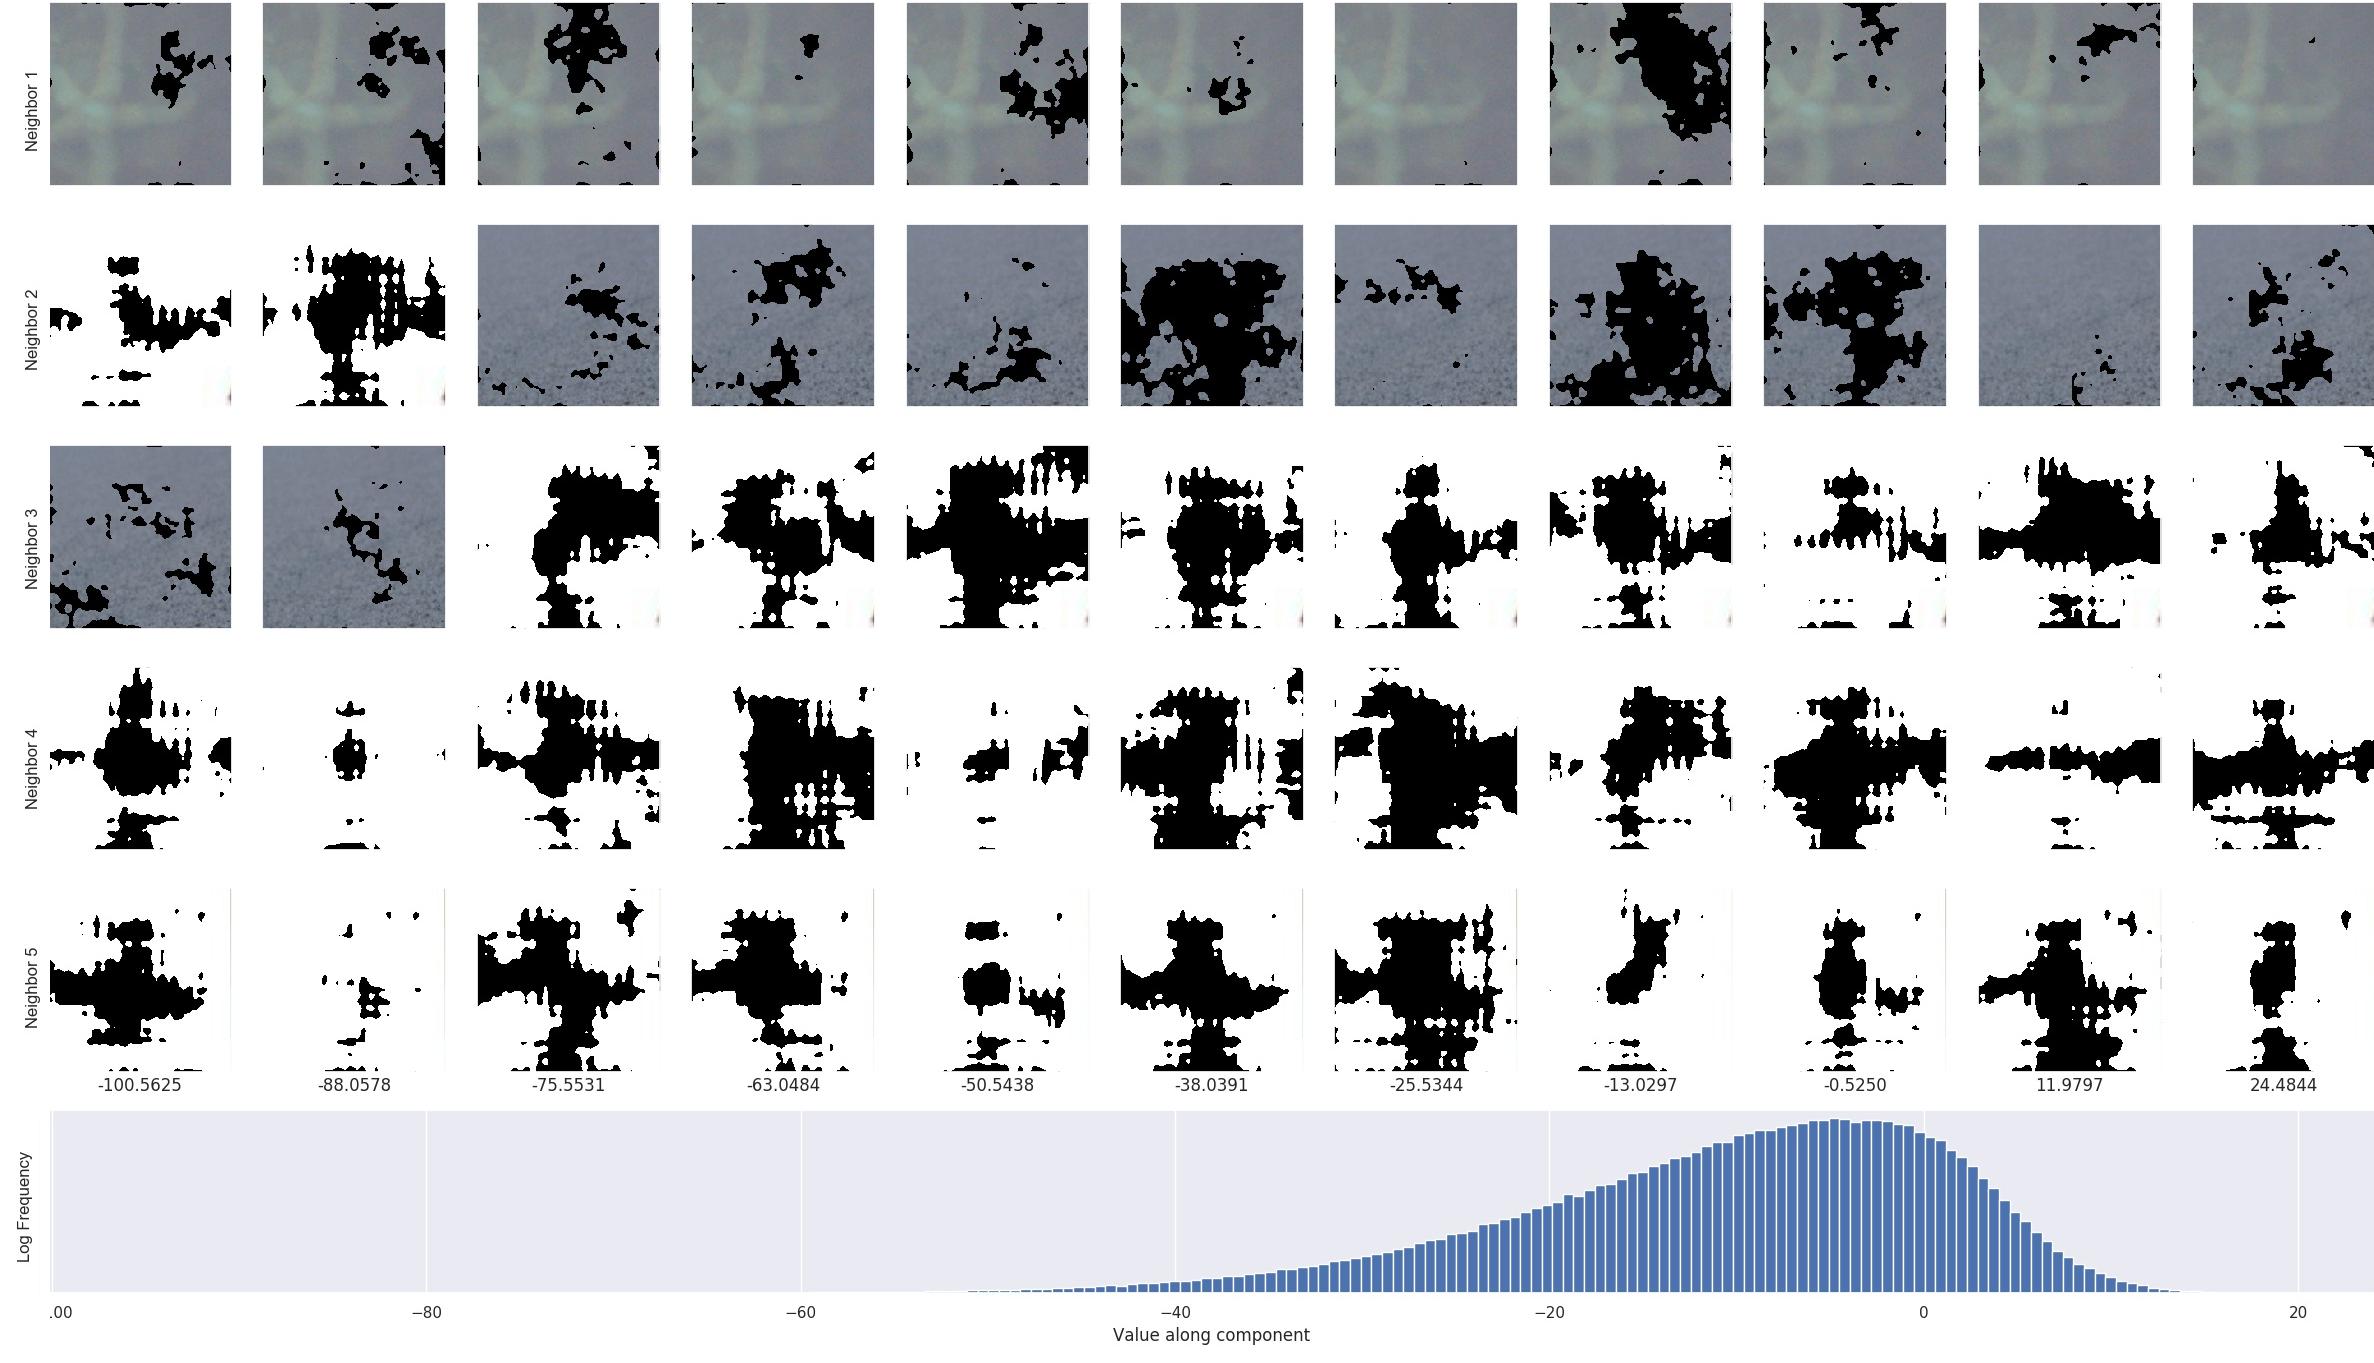 Neighbor 1
Neighbor 2
Neighbor 3
Neighbor 4
Neighbor 5
-100.5625 -88.0578 -75.5531 -63.0484 -50.5438 -38.0391 -25.5344 -13.0297 -0.5250 11.9797 24.4844
Log Frequency
.00 −80 −60 −40 −20 0 20
Value along component